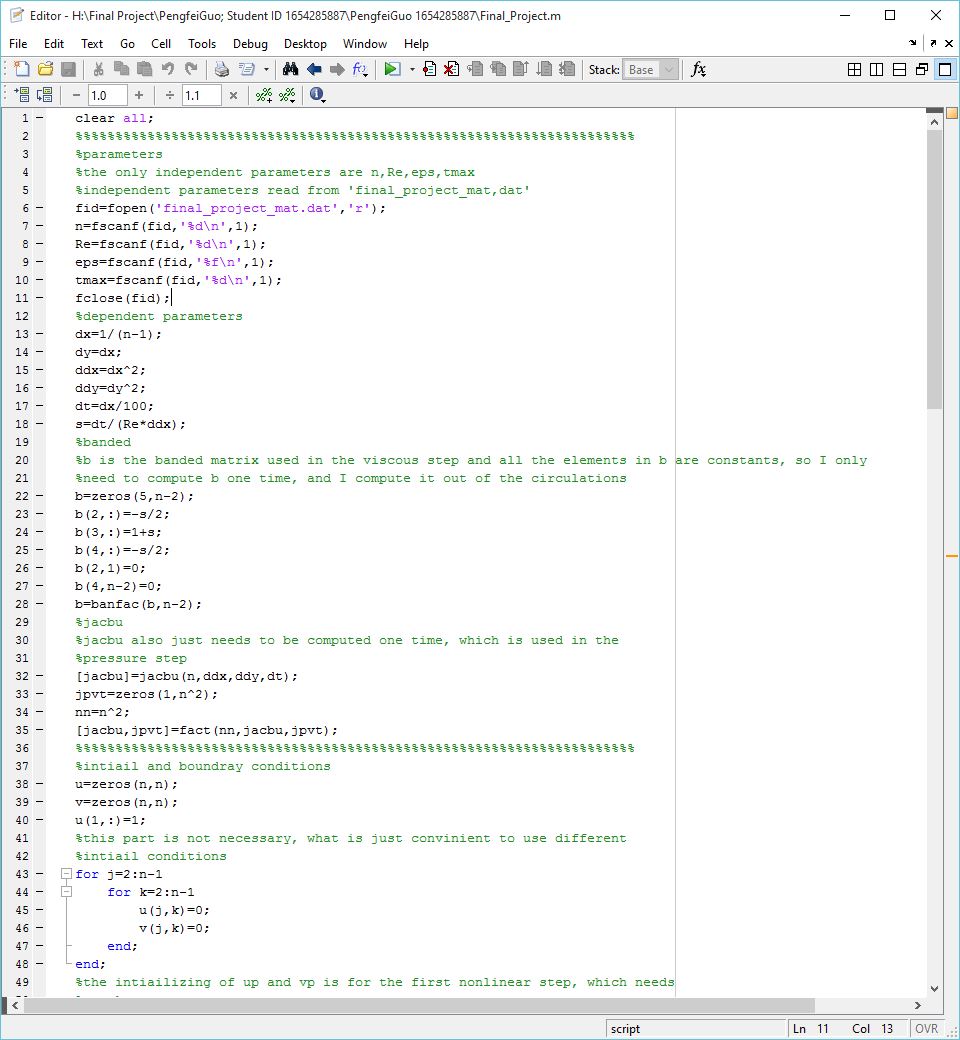 Editor - H:\Final Project\PengfeiGuo; Student ID 1654285887\PengfeiGuo 1654285887\Final_Project.m
File Edit Text Go Cell Tools Debug Desktop Window Help
Stack: Base fx
1.0 1.1
1 clear all;
2 %%%%%%%%%%%%%%%%%%%%%%%%%%%%%%%%%%%%%%%%%%%%%%%%%%%%%%%%%%%%%%%%%%%%%%%%
3 %parameters
4 %the only independent parameters are n,Re,eps,tmax
5 %independent parameters read from 'final_project_mat,dat'
6 fid=fopen('final_project_mat.dat','r');
7 n=fscanf(fid,'%d\n',1);
8 Re=fscanf(fid,'%d\n',1);
9 eps=fscanf(fid,'%f\n',1);
10 tmax=fscanf(fid,'%d\n',1);
11 fclose(fid);
12 %dependent parameters
13 dx=1/(n-1);
14 dy=dx;
15 ddx=dx^2;
16 ddy=dy^2;
17 dt=dx/100;
18 s=dt/(Re*ddx);
19 %banded
20 %b is the banded matrix used in the viscous step and all the elements in b are constants, so I only
21 %need to compute b one time, and I compute it out of the circulations
22 b=zeros(5,n-2);
23 b(2,:)=-s/2;
24 b(3,:)=1+s;
25 b(4,:)=-s/2;
26 b(2,1)=0;
27 b(4,n-2)=0;
28 b=banfac(b,n-2);
29 %jacbu
30 %jacbu also just needs to be computed one time, which is used in the
31 %pressure step
32 [jacbu]=jacbu(n,ddx,ddy,dt);
33 jpvt=zeros(1,n^2);
34 nn=n^2;
35 [jacbu,jpvt]=fact(nn,jacbu,jpvt);
36 %%%%%%%%%%%%%%%%%%%%%%%%%%%%%%%%%%%%%%%%%%%%%%%%%%%%%%%%%%%%%%%%%%%%%%%%
37 %intiail and boundray conditions
38 u=zeros(n,n);
39 v=zeros(n,n);
40 u(1,:)=1;
41 %this part is not necessary, what is just convinient to use different
42 %intiail conditions
43 for j=2:n-1
44 for k=2:n-1
45 u(j,k)=0;
46 v(j,k)=0;
47 end;
48 end;
49 %the intiailizing of up and vp is for the first nonlinear step, which needs
script Ln 11 Col 13 OVR